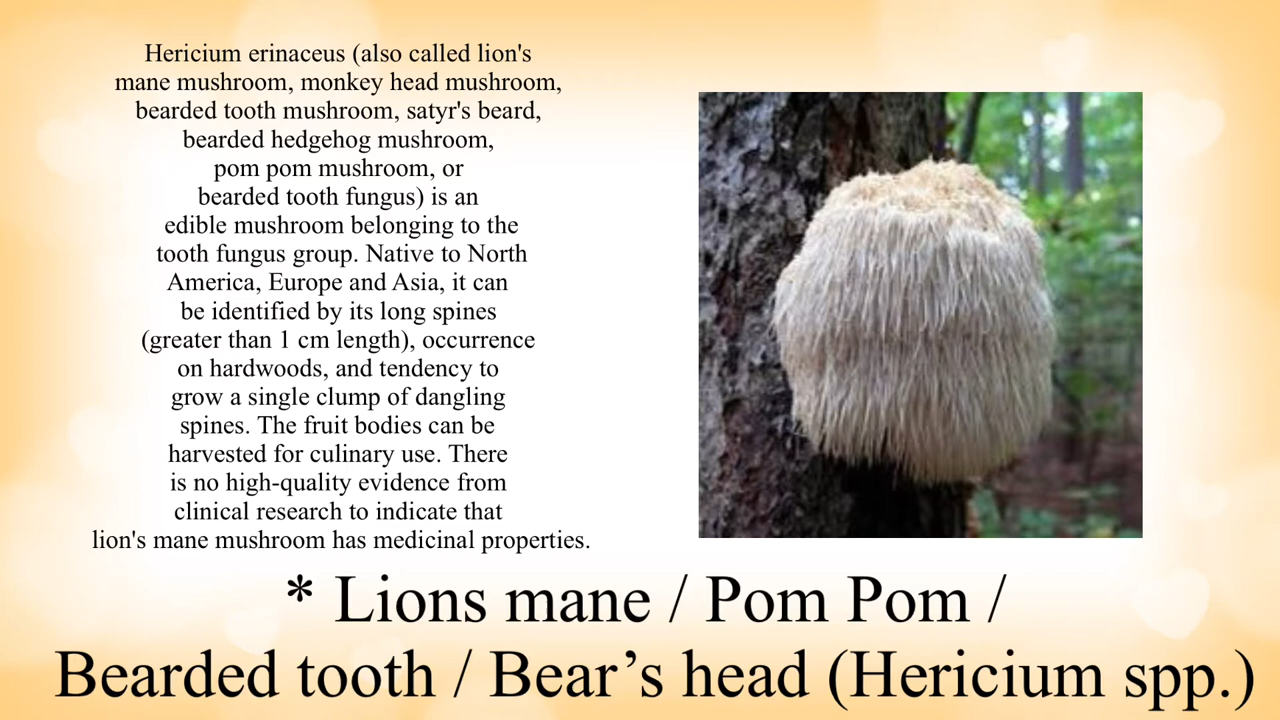 Hericium erinaceus (also called lion's
mane mushroom, monkey head mushroom,
bearded tooth mushroom, satyr's beard,
bearded hedgehog mushroom,
pom pom mushroom, or
bearded tooth fungus) is an
edible mushroom belonging to the
tooth fungus group. Native to North
America, Europe and Asia, it can
be identified by its long spines
(greater than 1 cm length), occurrence
on hardwoods, and tendency to
grow a single clump of dangling
spines. The fruit bodies can be
harvested for culinary use. There
is no high-quality evidence from
clinical research to indicate that
lion's mane mushroom has medicinal properties.
* Lions mane / Pom Pom /
Bearded tooth / Bear’s head (Hericium spp.)